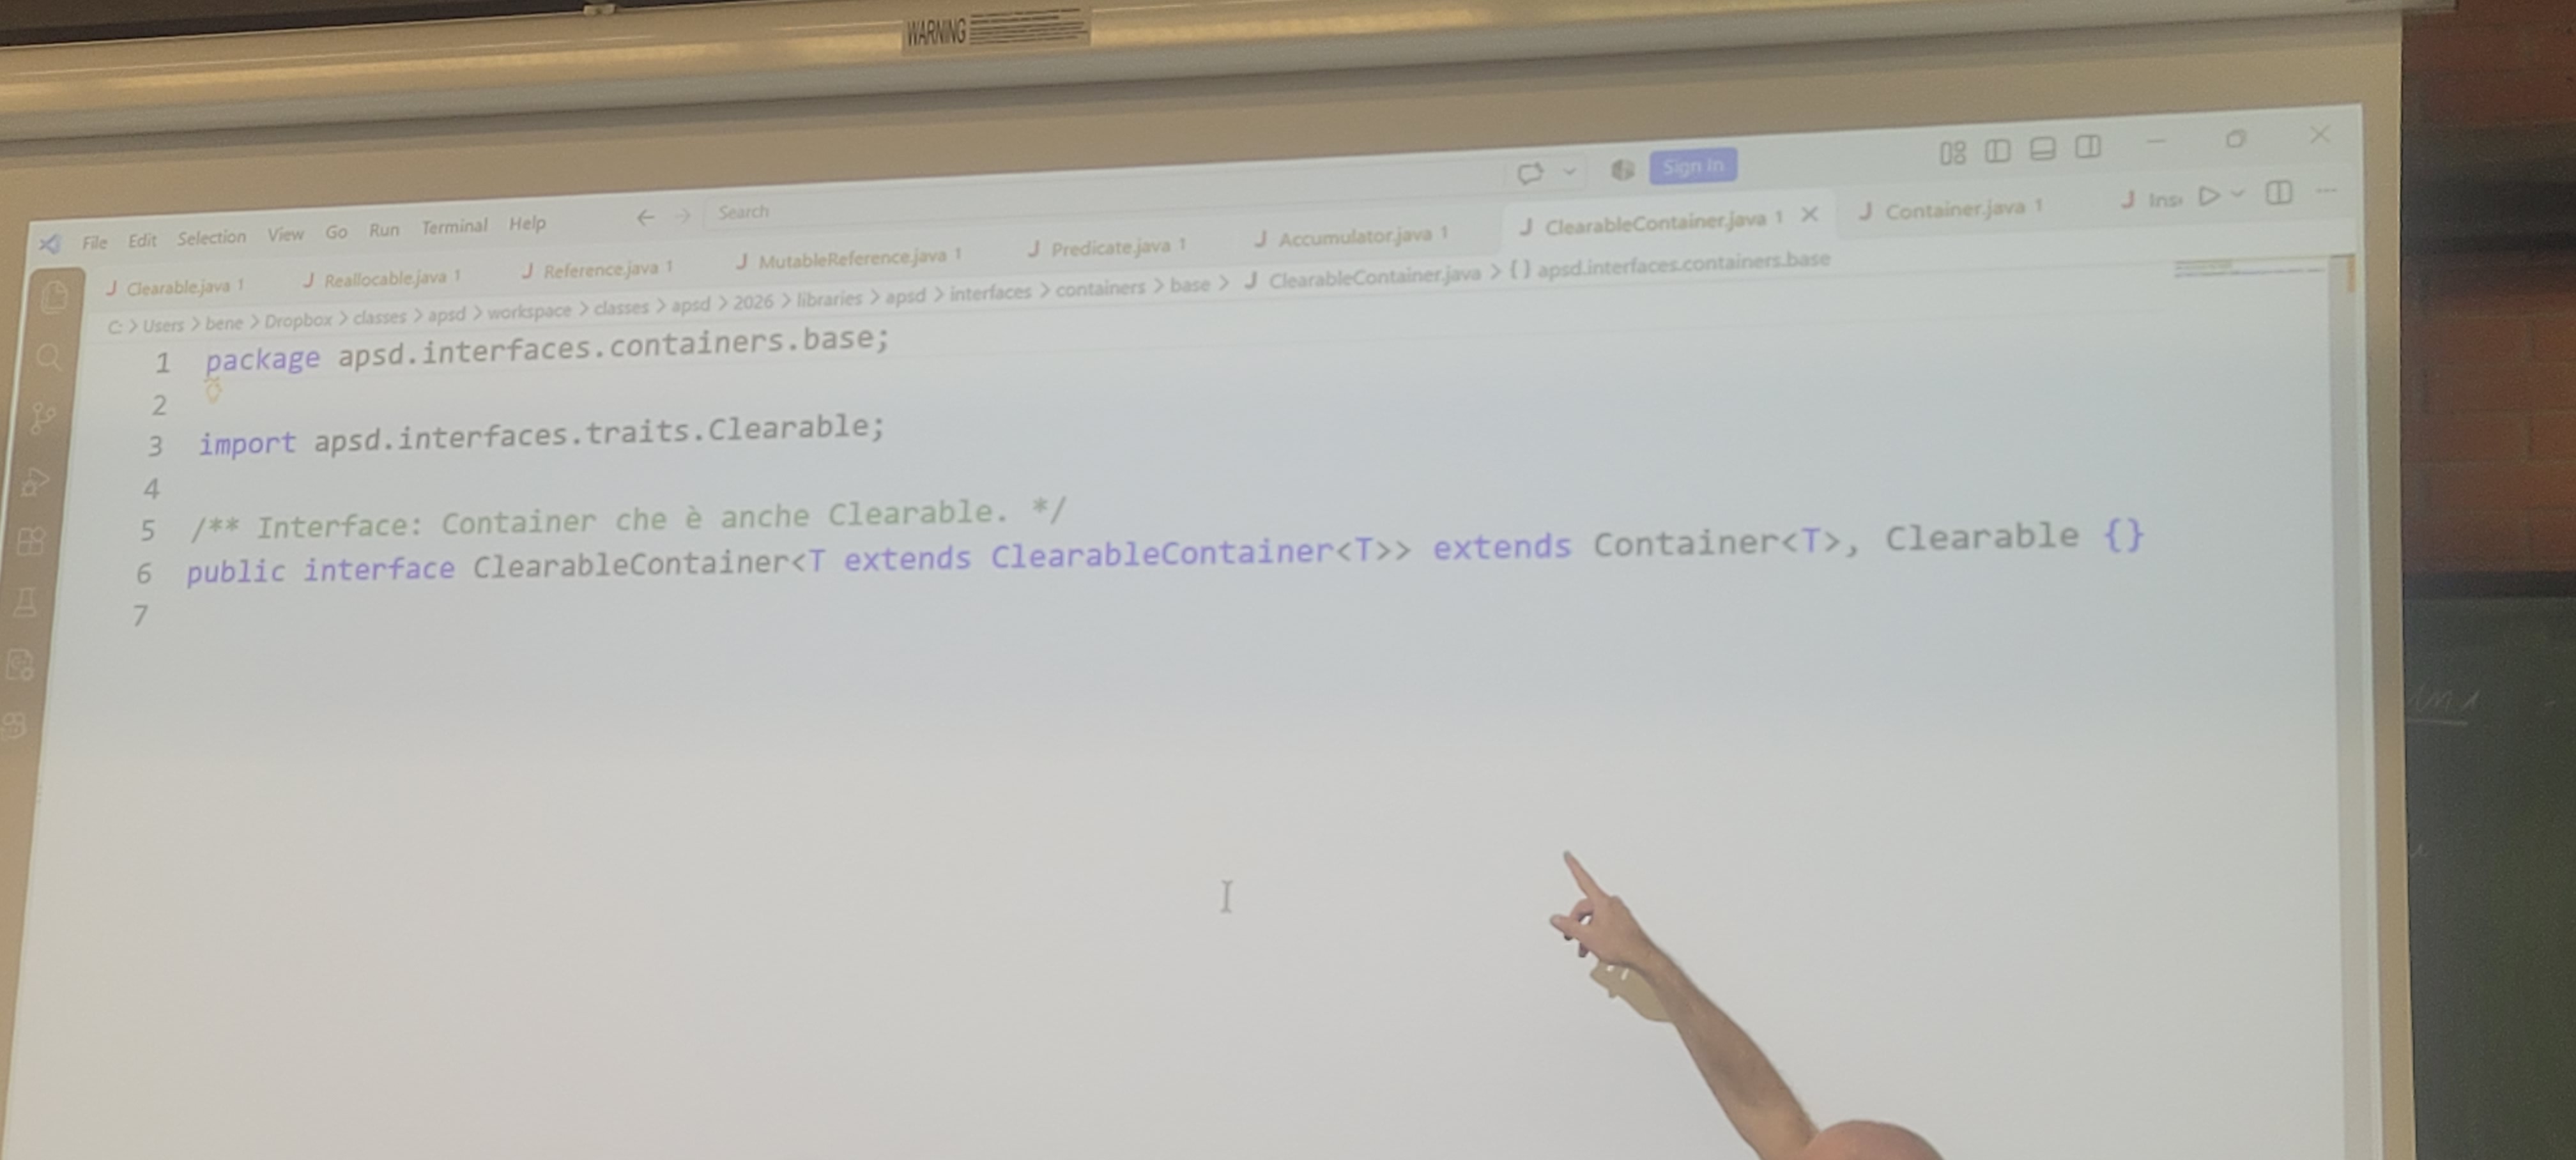 WARNING
Sign In
File Edit Selection View Go Run Terminal Help Search
J Clearable.java 1 J Reallocable.java 1 J Reference.java 1 J MutableReference.java 1 J Predicate.java 1 J Accumulator.java 1 J ClearableContainer.java 1 J Container.java 1 J
C: > Users > bene > Dropbox > classes > apsd > workspace > classes > apsd > 2026 > libraries > apsd > interfaces > containers > base > J ClearableContainer.java > {} apsd.interfaces.containers.base
1 package apsd.interfaces.containers.base;
2
3 import apsd.interfaces.traits.Clearable;
4
5 /** Interface: Container che è anche Clearable. */
6 public interface ClearableContainer<T extends ClearableContainer<T>> extends Container<T>, Clearable {}
7